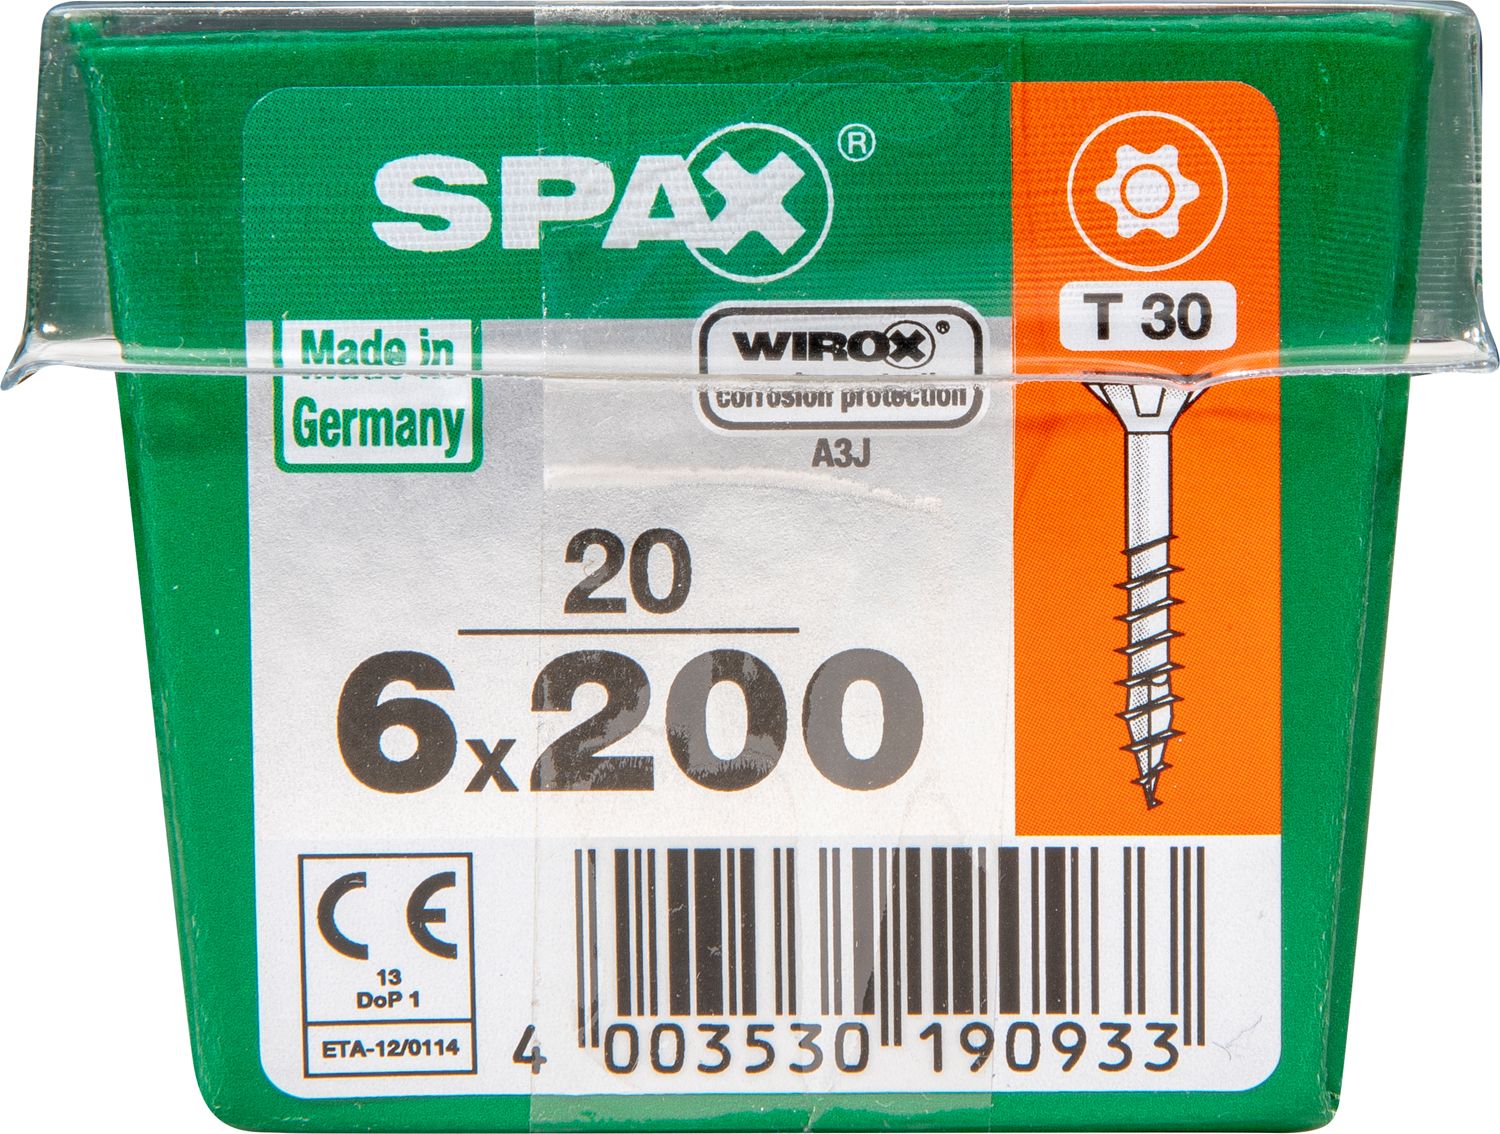 SPAX®
T 30
Made in
Germany
WIROX®
corrosion protection
A3J
20
6x200
CE
13
DoP 1
ETA-12/0114
4 003530 190933